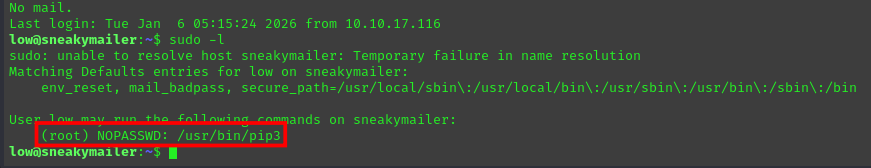 No mail.
Last login: Tue Jan  6 05:15:24 2026 from 10.10.17.116
low@sneakymailer:~$ sudo -l
sudo: unable to resolve host sneakymailer: Temporary failure in name resolution
Matching Defaults entries for low on sneakymailer:
    env_reset, mail_badpass, secure_path=/usr/local/sbin\:/usr/local/bin\:/usr/sbin\:/usr/bin\:/sbin\:/bin
User low may run the following commands on sneakymailer:
    (root) NOPASSWD: /usr/bin/pip3
low@sneakymailer:~$